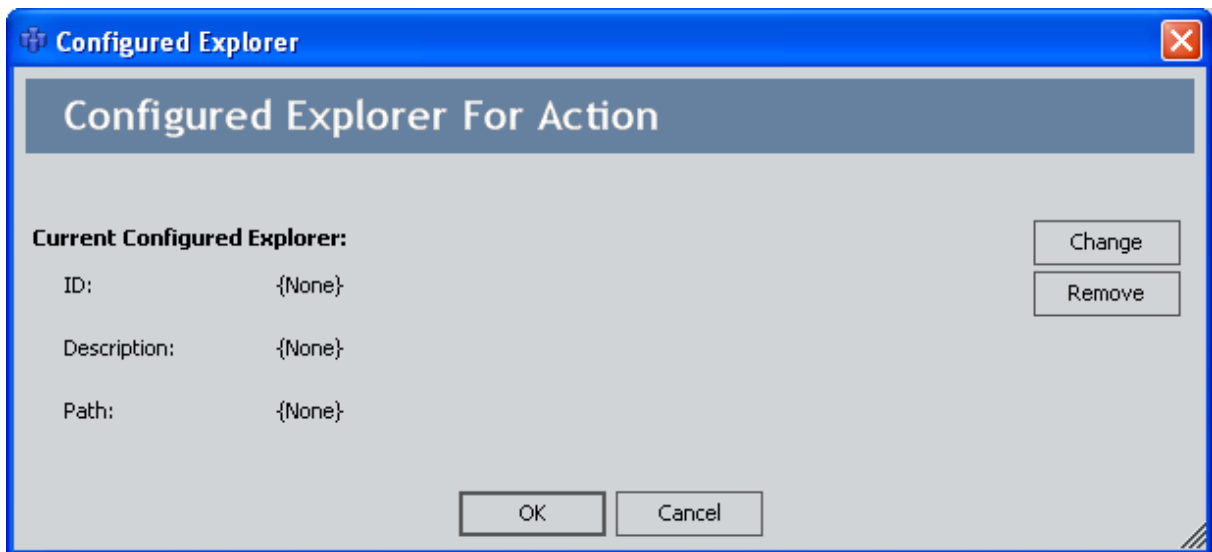 Configured Explorer
Configured Explorer For Action
Current Configured Explorer:
Change
ID: {None}
Remove
Description: {None}
Path: {None}
OK Cancel